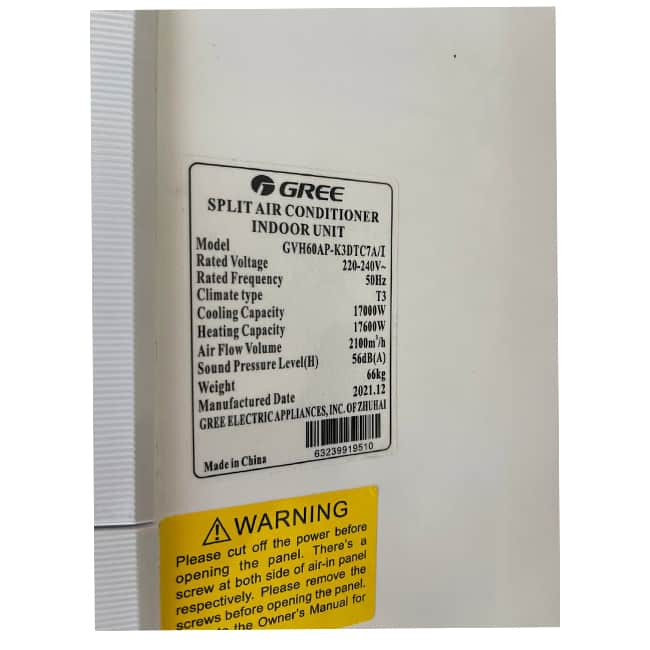 GREE
SPLIT AIR CONDITIONER
INDOOR UNIT
Model GVH60AP-K3DTC7A/I
Rated Voltage 220-240V~
Rated Frequency 50Hz
Climate type T3
Cooling Capacity 17000W
Heating Capacity 17600W
Air Flow Volume 2100m³/h
Sound Pressure Level(H) 56dB(A)
Weight 66kg
Manufactured Date 2021.12
GREE ELECTRIC APPLIANCES, INC. OF ZHUHAI
63239919510
Made in China
WARNING
Please cut off the power before
opening the panel. There's a
screw at both side of air-in panel
respectively. Please remove the
screws before opening the panel.
to the Owner's Manual for